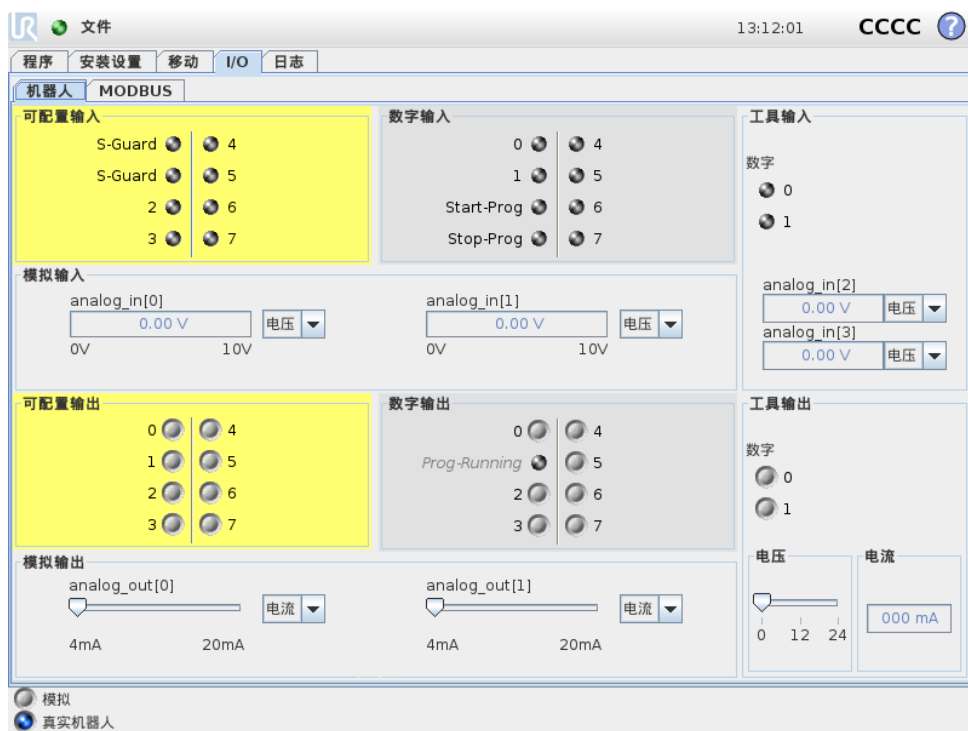 UR 文件 13:12:01 CCCC ?
程序 安装设置 移动 I/O 日志
机器人 MODBUS
可配置输入 数字输入 工具输入
S-Guard 4 0 4
数字
S-Guard 5 1 5 0
2 6 Start-Prog 6 1
3 7 Stop-Prog 7
模拟输入
analog_in[0] analog_in[1] analog_in[2]
0.00 V 电压 0.00 V 电压 0.00 V 电压
analog_in[3]
0V 10V 0V 10V 0.00 V 电压
可配置输出 数字输出 工具输出
0 4 0 4
数字
1 5 Prog-Running 5 0
2 6 2 6 1
3 7 3 7
模拟输出 电压 电流
analog_out[0] analog_out[1]
电流 电流 000 mA
0 12 24
4mA 20mA 4mA 20mA
模拟
真实机器人